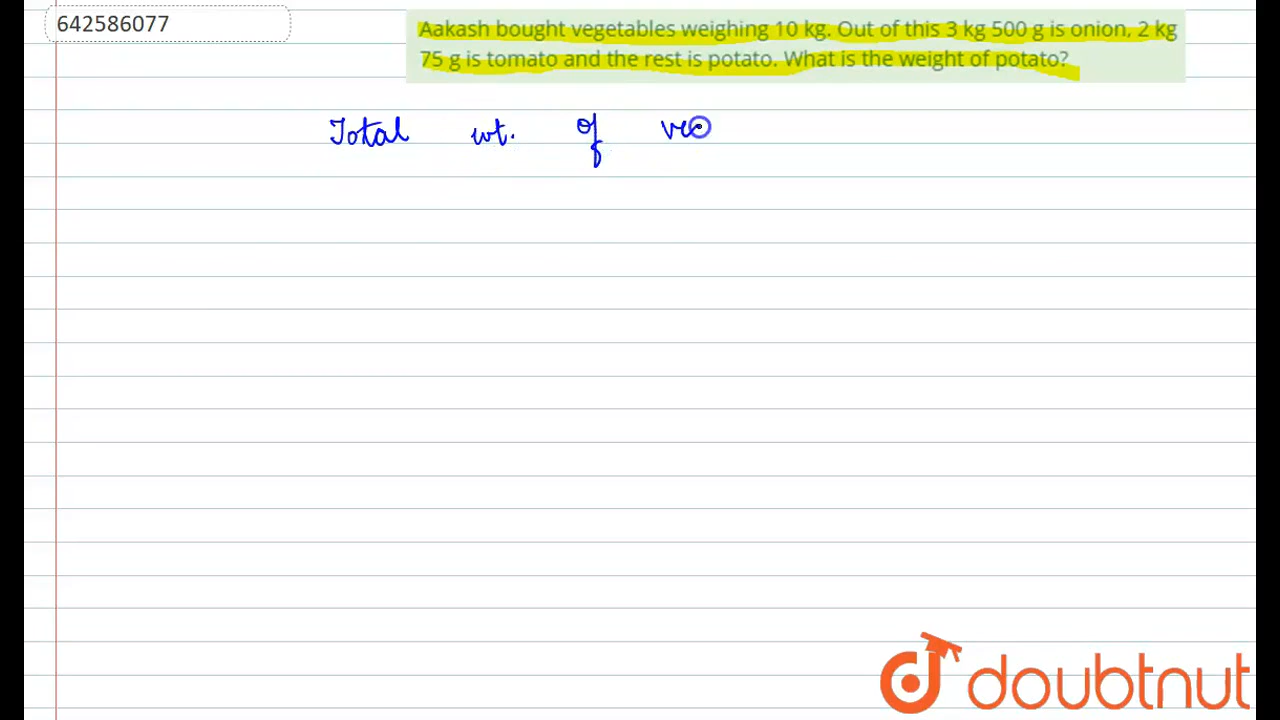 642586077
Aakash bought vegetables weighing 10 kg. Out of this 3 kg 500 g is onion, 2 kg
75 g is tomato and the rest is potato. What is the weight of potato?
Total wt. of ve
doubtnut